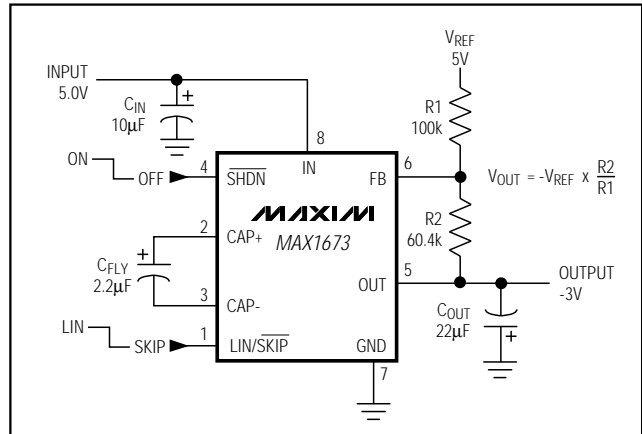 VREF
5V
INPUT
5.0V
CIN
10µF
+
R1
100k
8
IN
ON
OFF
4
SHDN
FB
6
VOUT = -VREF x R2/R1
MAXIM
MAX1673
R2
60.4k
2
CAP+
+
CFLY
2.2µF
3
CAP-
OUT
5
OUTPUT
-3V
COUT
22µF
+
LIN
SKIP
1
LIN/SKIP
GND
7